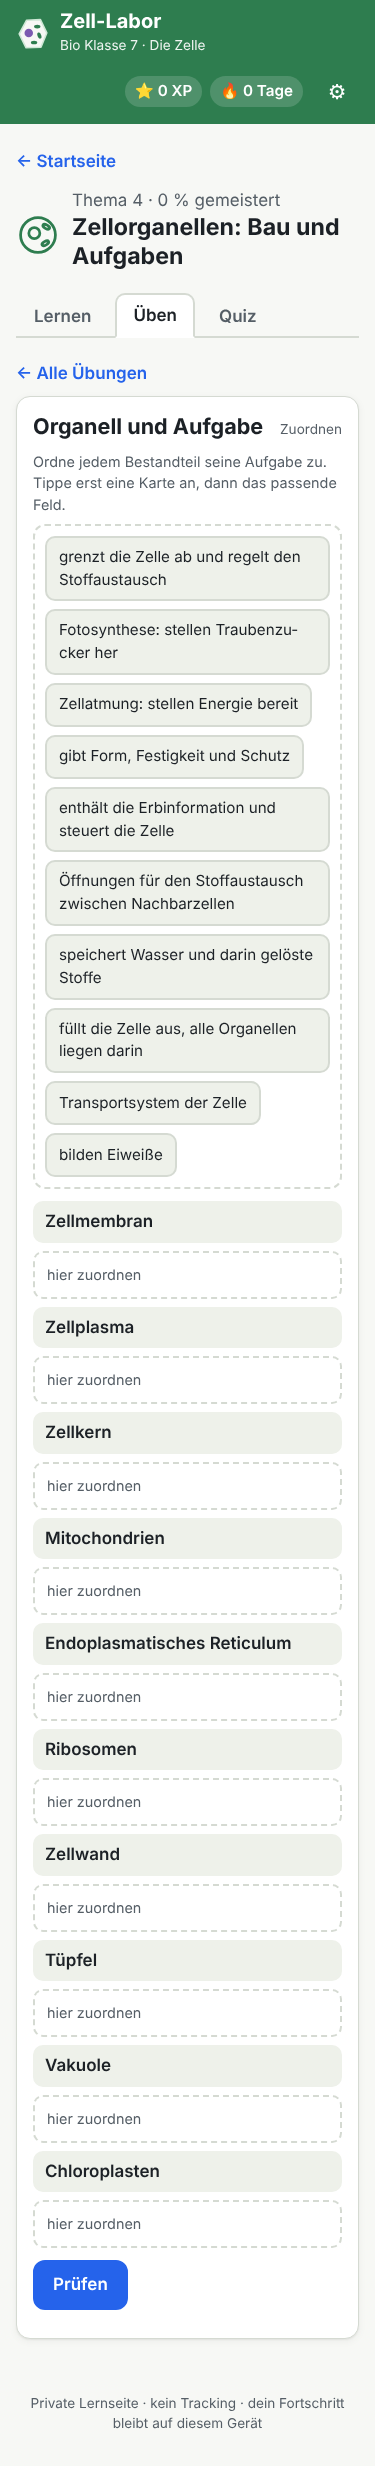 Zell-Labor
Bio Klasse 7 · Die Zelle
⭐ 0 XP
🔥 0 Tage
⚙
← Startseite
Thema 4 · 0 % gemeistert
Zellorganellen: Bau und
Aufgaben
Lernen
Üben
Quiz
← Alle Übungen
Organell und Aufgabe
Zuordnen
Ordne jedem Bestandteil seine Aufgabe zu.
Tippe erst eine Karte an, dann das passende
Feld.
grenzt die Zelle ab und regelt den
Stoffaustausch
Fotosynthese: stellen Traubenzu-
cker her
Zellatmung: stellen Energie bereit
gibt Form, Festigkeit und Schutz
enthält die Erbinformation und
steuert die Zelle
Öffnungen für den Stoffaustausch
zwischen Nachbarzellen
speichert Wasser und darin gelöste
Stoffe
füllt die Zelle aus, alle Organellen
liegen darin
Transportsystem der Zelle
bilden Eiweiße
Zellmembran
hier zuordnen
Zellplasma
hier zuordnen
Zellkern
hier zuordnen
Mitochondrien
hier zuordnen
Endoplasmatisches Reticulum
hier zuordnen
Ribosomen
hier zuordnen
Zellwand
hier zuordnen
Tüpfel
hier zuordnen
Vakuole
hier zuordnen
Chloroplasten
hier zuordnen
Prüfen
Private Lernseite · kein Tracking · dein Fortschritt
bleibt auf diesem Gerät